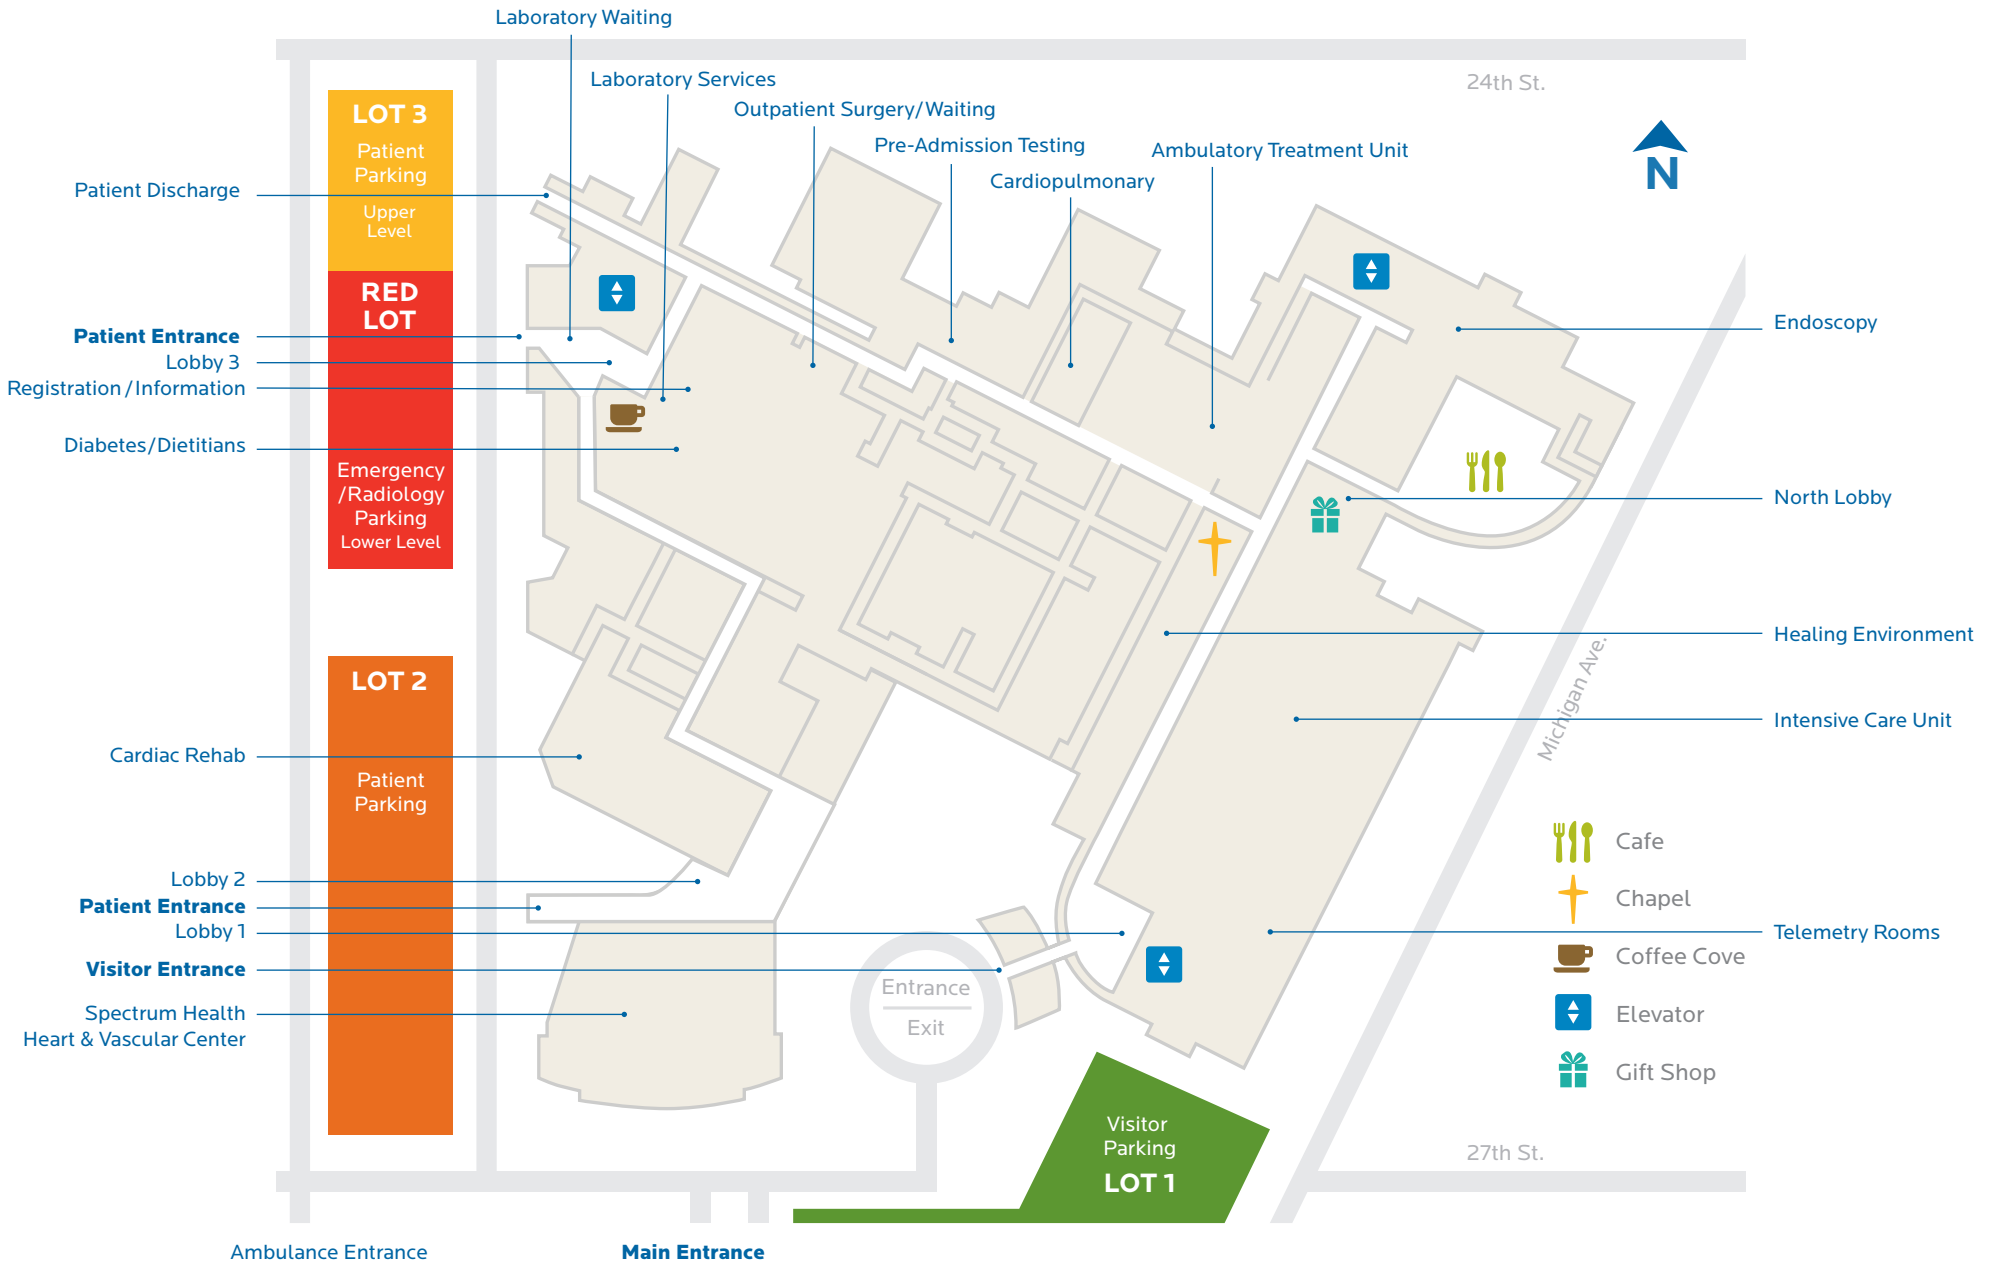 Laboratory Waiting
Laboratory Services
Outpatient Surgery/Waiting
Pre-Admission Testing
Ambulatory Treatment Unit
Cardiopulmonary
24th St.
N
LOT 3
Patient
Parking
Upper
Level
RED
LOT
Emergency
/Radiology
Parking
Lower Level
LOT 2
Patient
Parking
Patient Discharge
Patient Entrance
Lobby 3
Registration / Information
Diabetes/Dietitians
Cardiac Rehab
Lobby 2
Patient Entrance
Lobby 1
Visitor Entrance
Spectrum Health
Heart & Vascular Center
Endoscopy
North Lobby
Healing Environment
Intensive Care Unit
Telemetry Rooms
Michigan Ave.
Cafe
Chapel
Coffee Cove
Elevator
Gift Shop
Entrance
Exit
Visitor
Parking
LOT 1
27th St.
Ambulance Entrance
Main Entrance